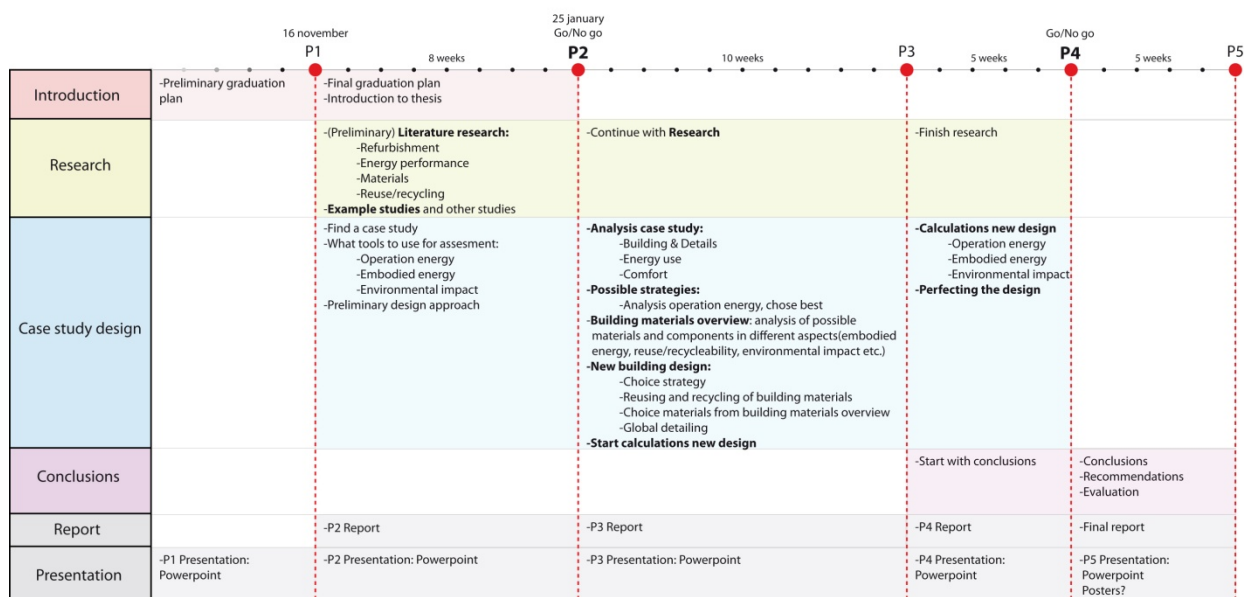 25 january
16 november
Go/No go
Go/No go
P1
P2
P3
P4
P5
8 weeks
10 weeks
5 weeks
5 weeks
Introduction
-Preliminary graduation
plan
-Final graduation plan
-Introduction to thesis
Research
-(Preliminary) Literature research:
-Refurbishment
-Energy performance
-Materials
-Reuse/recycling
-Example studies and other studies
-Continue with Research
-Finish research
Case study design
-Find a case study
-What tools to use for assesment:
-Operation energy
-Embodied energy
-Environmental impact
-Preliminary design approach
-Analysis case study:
-Building & Details
-Energy use
-Comfort
-Possible strategies:
-Analysis operation energy, chose best
-Building materials overview: analysis of possible
materials and components in different aspects(embodied
energy, reuse/recycleability, environmental impact etc.)
-New building design:
-Choice strategy
-Reusing and recycling of building materials
-Choice materials from building materials overview
-Global detailing
-Start calculations new design
-Calculations new design
-Operation energy
-Embodied energy
-Environmental impact
-Perfecting the design
Conclusions
-Start with conclusions
-Conclusions
-Recommendations
-Evaluation
Report
-P2 Report
-P3 Report
-P4 Report
-Final report
Presentation
-P1 Presentation:
Powerpoint
-P2 Presentation: Powerpoint
-P3 Presentation: Powerpoint
-P4 Presentation:
Powerpoint
-P5 Presentation:
Powerpoint
Posters?